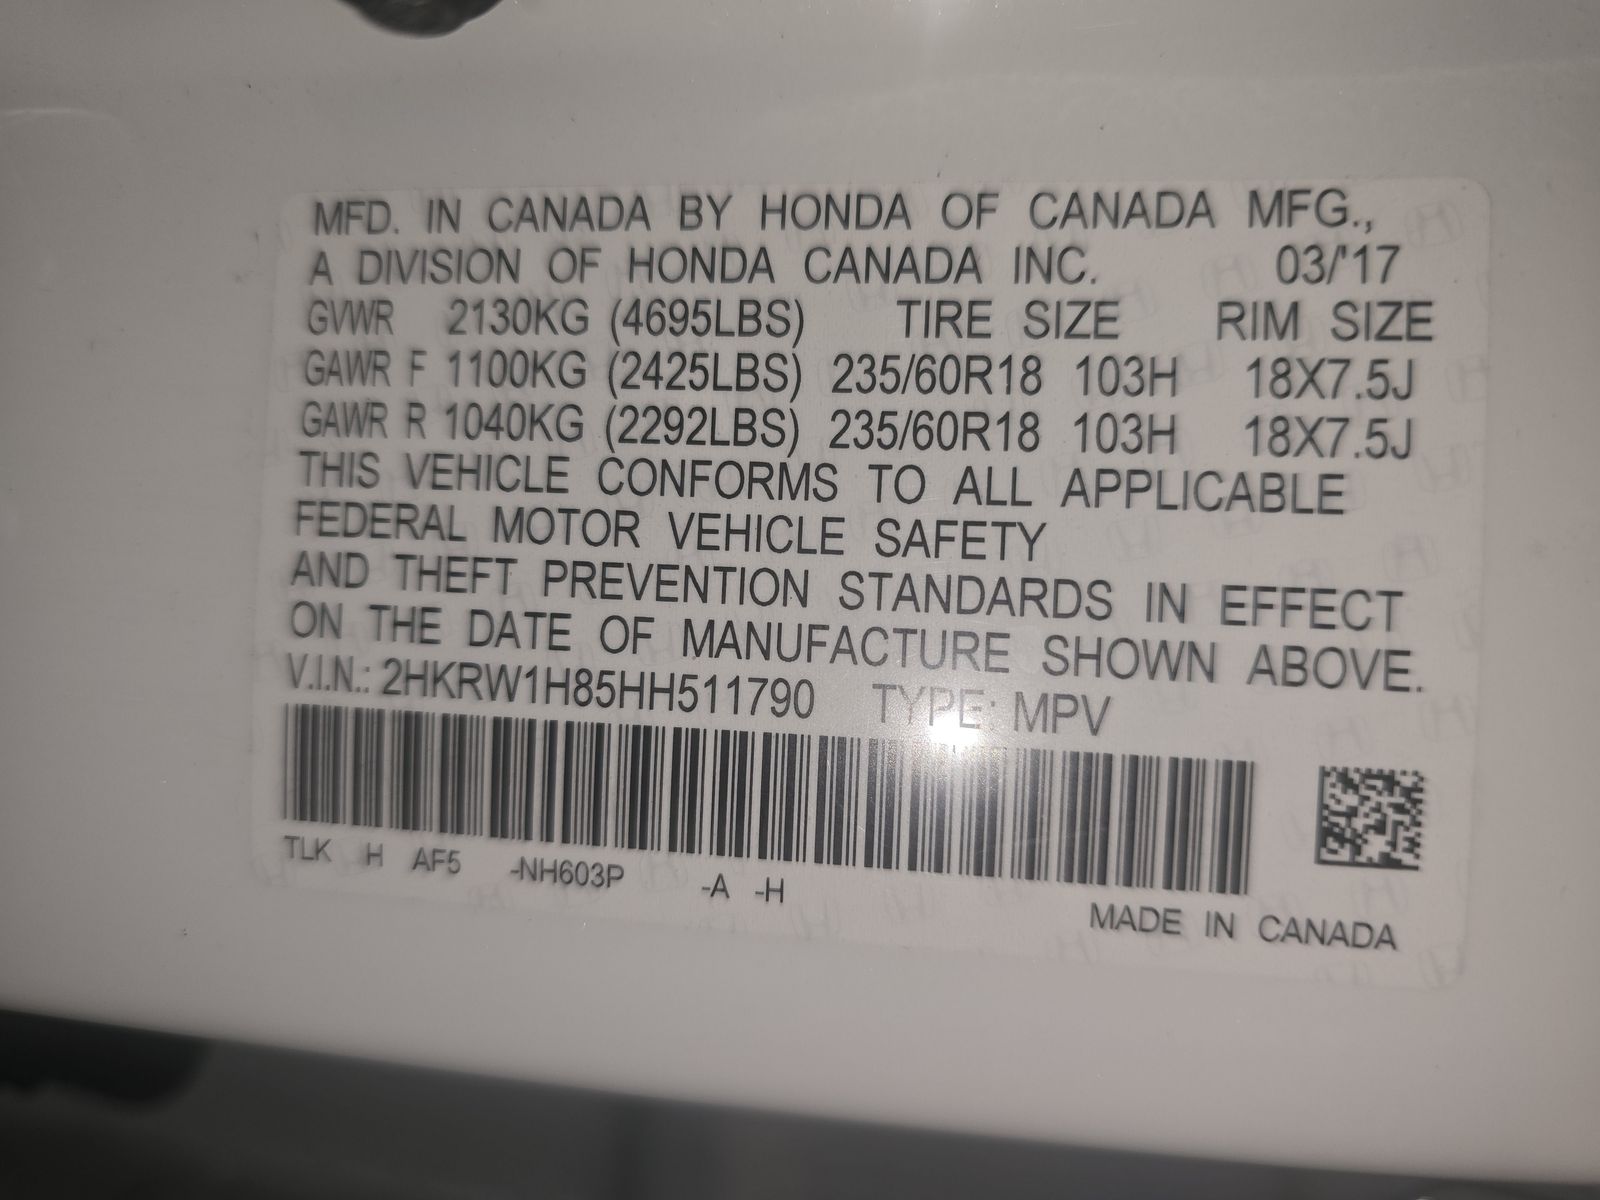 MFD. IN CANADA BY HONDA OF CANADA MFG.,
A DIVISION OF HONDA CANADA INC. 03/'17
GVWR 2130KG (4695LBS) TIRE SIZE RIM SIZE
GAWR F 1100KG (2425LBS) 235/60R18 103H 18X7.5J
GAWR R 1040KG (2292LBS) 235/60R18 103H 18X7.5J
THIS VEHICLE CONFORMS TO ALL APPLICABLE
FEDERAL MOTOR VEHICLE SAFETY
AND THEFT PREVENTION STANDARDS IN EFFECT
ON THE DATE OF MANUFACTURE SHOWN ABOVE.
V.I.N.: 2HKRW1H85HH511790 TYPE: MPV
TLK H AF5 -NH603P -A -H
MADE IN CANADA